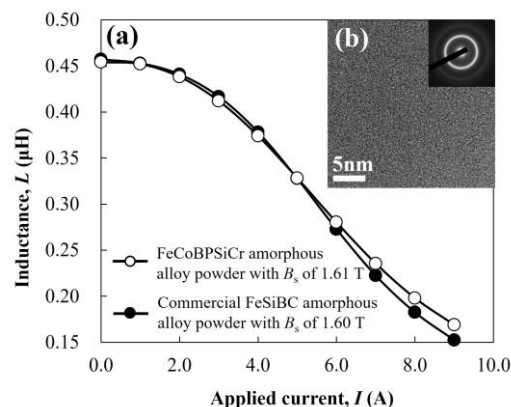 (a)
(b)
5nm
0.50
0.45
0.40
0.35
0.30
0.25
0.20
0.15
Inductance, L (μH)
FeCoBPSiCr amorphous
alloy powder with Bs of 1.61 T
Commercial FeSiBC amorphous
alloy powder with Bs of 1.60 T
0.0 2.0 4.0 6.0 8.0 10.0
Applied current, I (A)